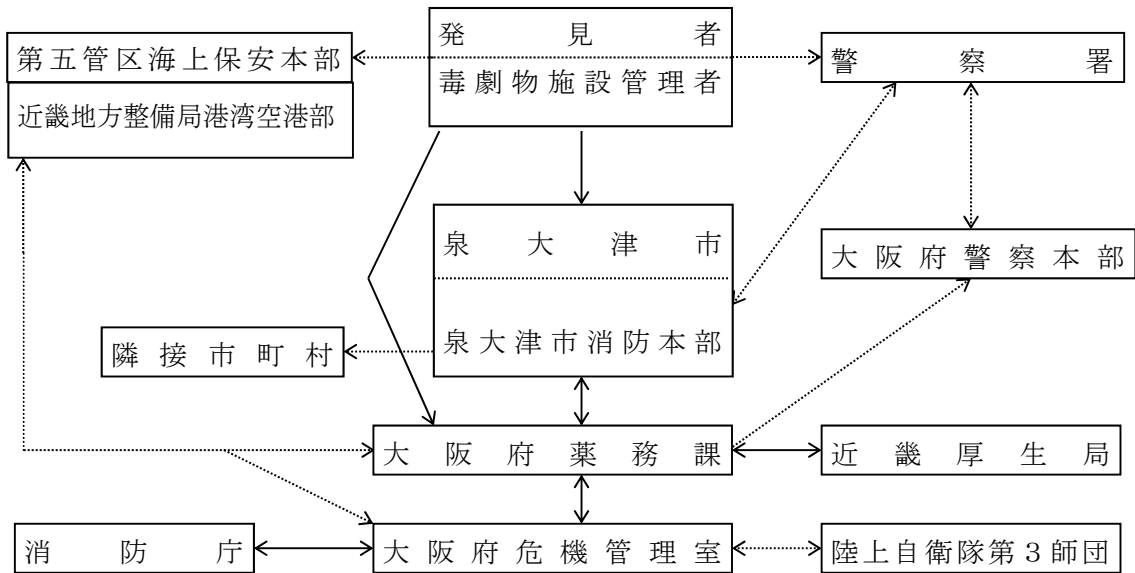 発見者
第五管区海上保安本部
警察署
毒劇物施設管理者
近畿地方整備局港湾空港部
泉大津市
大阪府警察本部
泉大津市消防本部
隣接市町村
大阪府薬務課
近畿厚生局
消防庁
大阪府危機管理室
陸上自衛隊第３師団